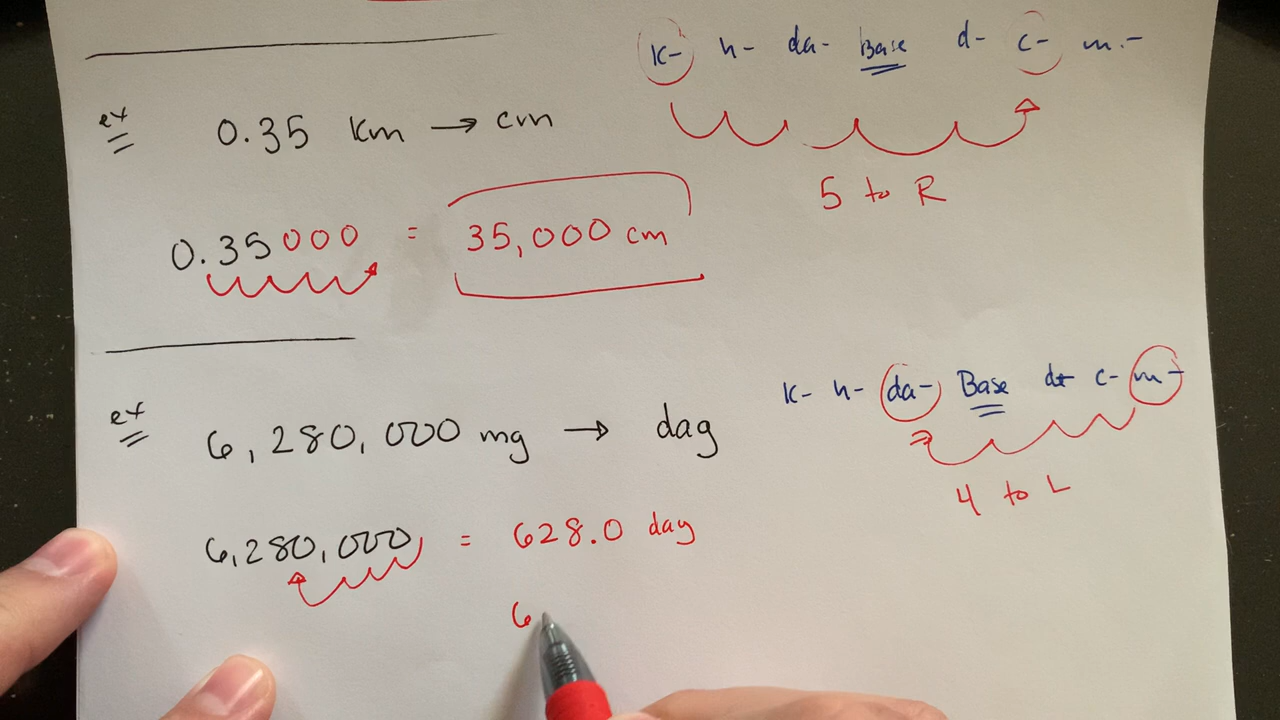 K- h- da- Base d- c- m.-
ex 0.35 km → cm
5 to R
0.35000 = 35,000 cm
K- h- da- Base d- c- m-
ex 6,280,000 mg → dag
4 to L
6,280,000 = 628.0 dag
6